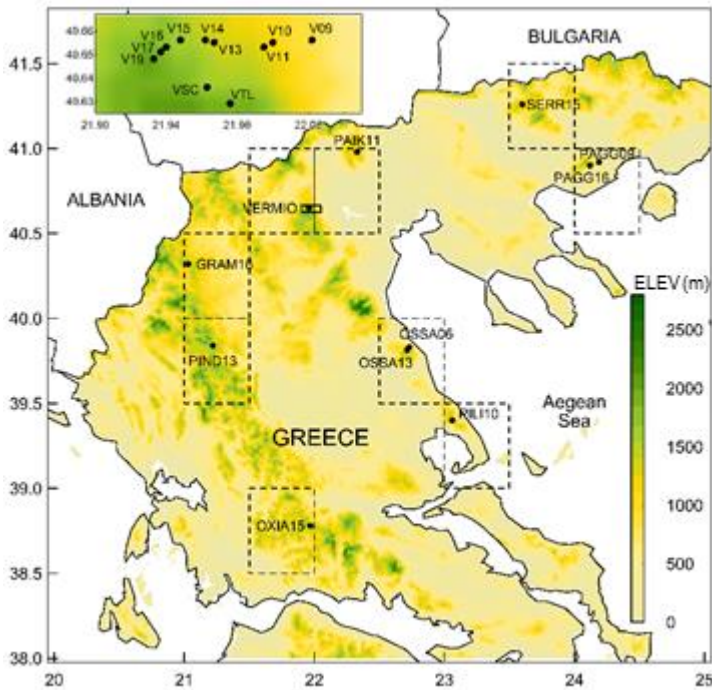 40.66
40.65
40.64
40.63
V16
V15
V14
V10
V09
V17
V13
V19
V11
VSC
VTL
21.90
21.94
21.98
BULGARIA
41.5
41.0
40.5
40.0
39.5
39.0
38.5
38.0
SERR15
PAIK11
PAGG16
ALBANIA
VERMIO
ELEV (m)
2500
2000
1500
1000
500
0
OSSA06
OSSA13
PIND13
PILI10
Aegean
Sea
GREECE
OXIA15
20
21
22
23
24
25